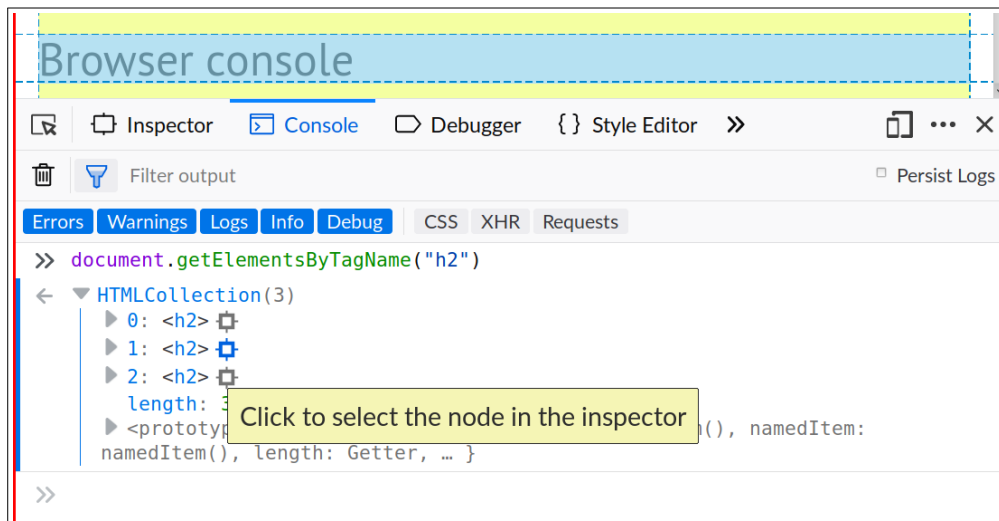 Browser console
Inspector Console Debugger { } Style Editor
Filter output Persist Logs
Errors Warnings Logs Info Debug CSS XHR Requests
>> document.getElementsByTagName("h2")
HTMLCollection(3)
0: <h2>
1: <h2>
2: <h2>
length:
Click to select the node in the inspector
(), namedItem:
namedItem(), length: Getter, … }
>>